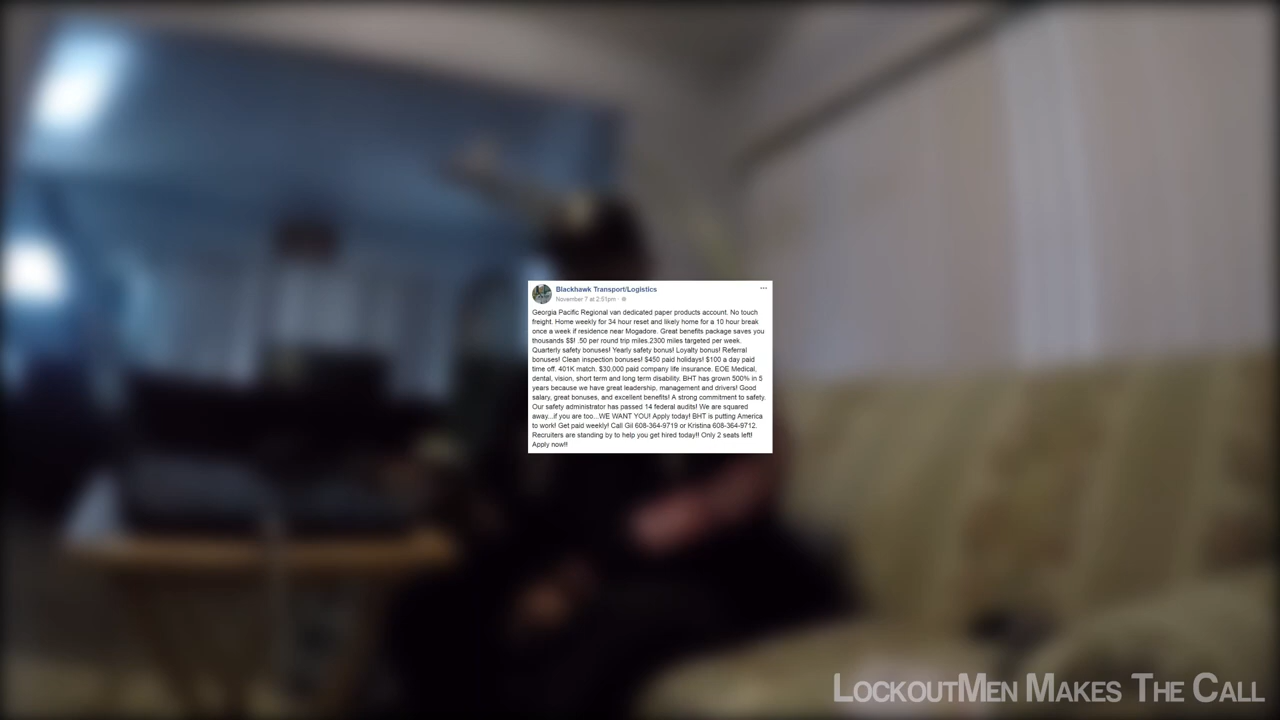 Blackhawk Transport/Logistics
November 7 at 2:51pm ·
Georgia Pacific Regional van dedicated paper products account. No touch
freight. Home weekly for 34 hour reset and likely home for a 10 hour break
once a week if residence near Mogadore. Great benefits package saves you
thousands $$! .50 per round trip miles.2300 miles targeted per week.
Quarterly safety bonuses! Yearly safety bonus! Loyalty bonus! Referral
bonuses! Clean inspection bonuses! $450 paid holidays! $100 a day paid
time off. 401K match. $30,000 paid company life insurance. EOE Medical,
dental, vision, short term and long term disability. BHT has grown 500% in 5
years because we have great leadership, management and drivers! Good
salary, great bonuses, and excellent benefits! A strong commitment to safety.
Our safety administrator has passed 14 federal audits! We are squared
away...if you are too...WE WANT YOU! Apply today! BHT is putting America
to work! Get paid weekly! Call Gil 608-364-9719 or Kristina 608-364-9712.
Recruiters are standing by to help you get hired today!! Only 2 seats left!
Apply now!!
LockoutMen Makes The Call